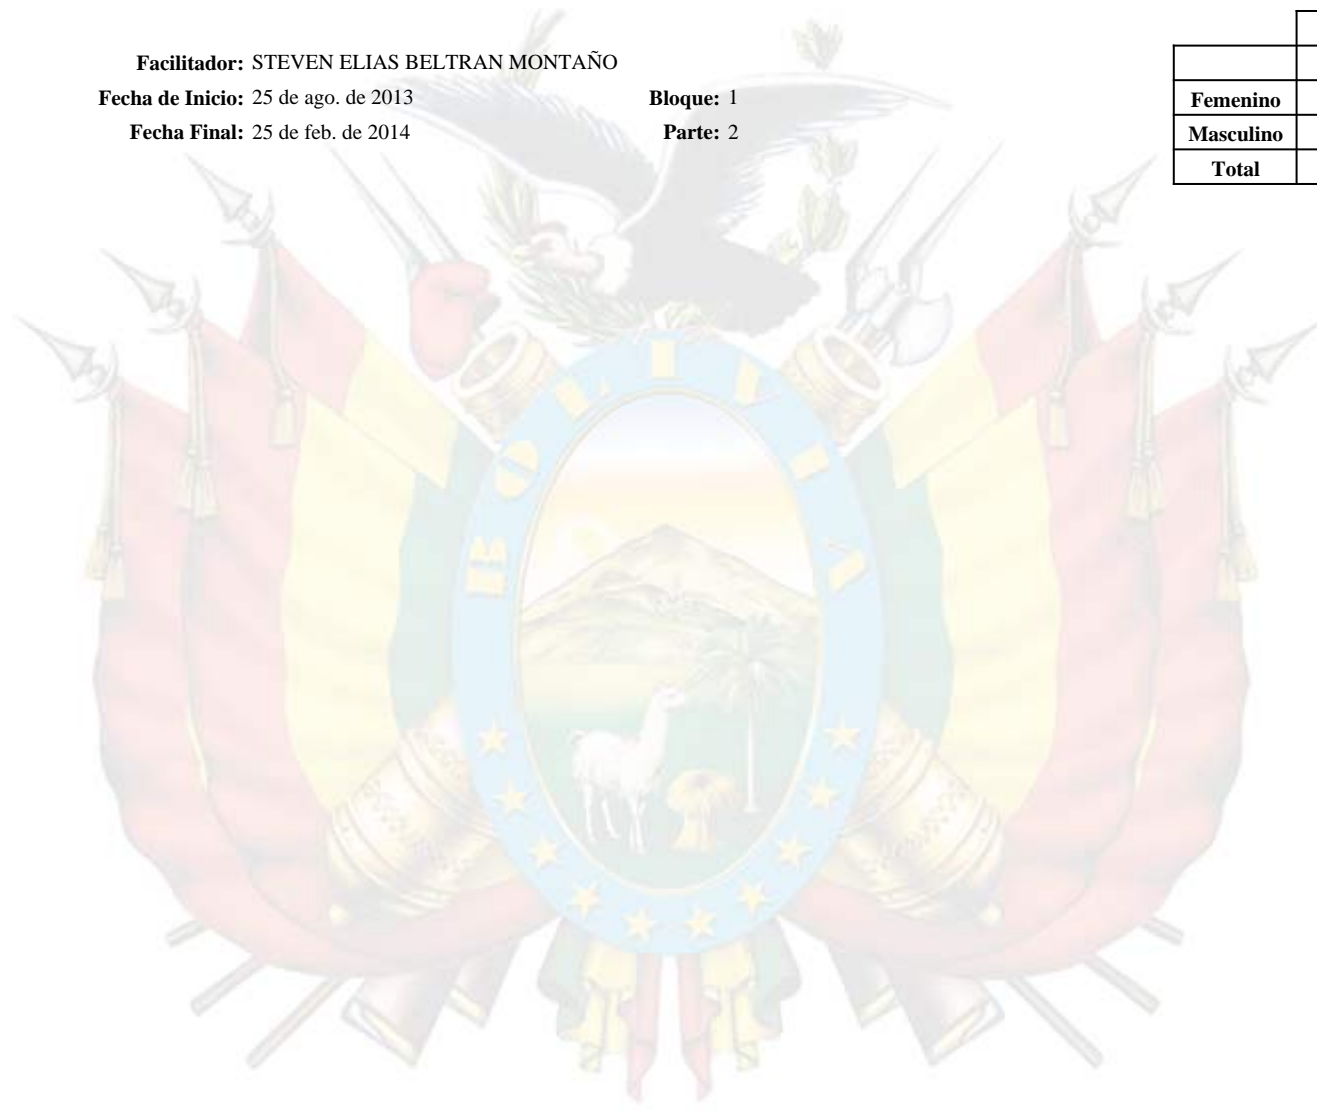 Facilitador: STEVEN ELIAS BELTRAN MONTAÑO
Fecha de Inicio: 25 de ago. de 2013 Bloque: 1
Fecha Final: 25 de feb. de 2014 Parte: 2
Femenino
Masculino
Total
BOLIVIA